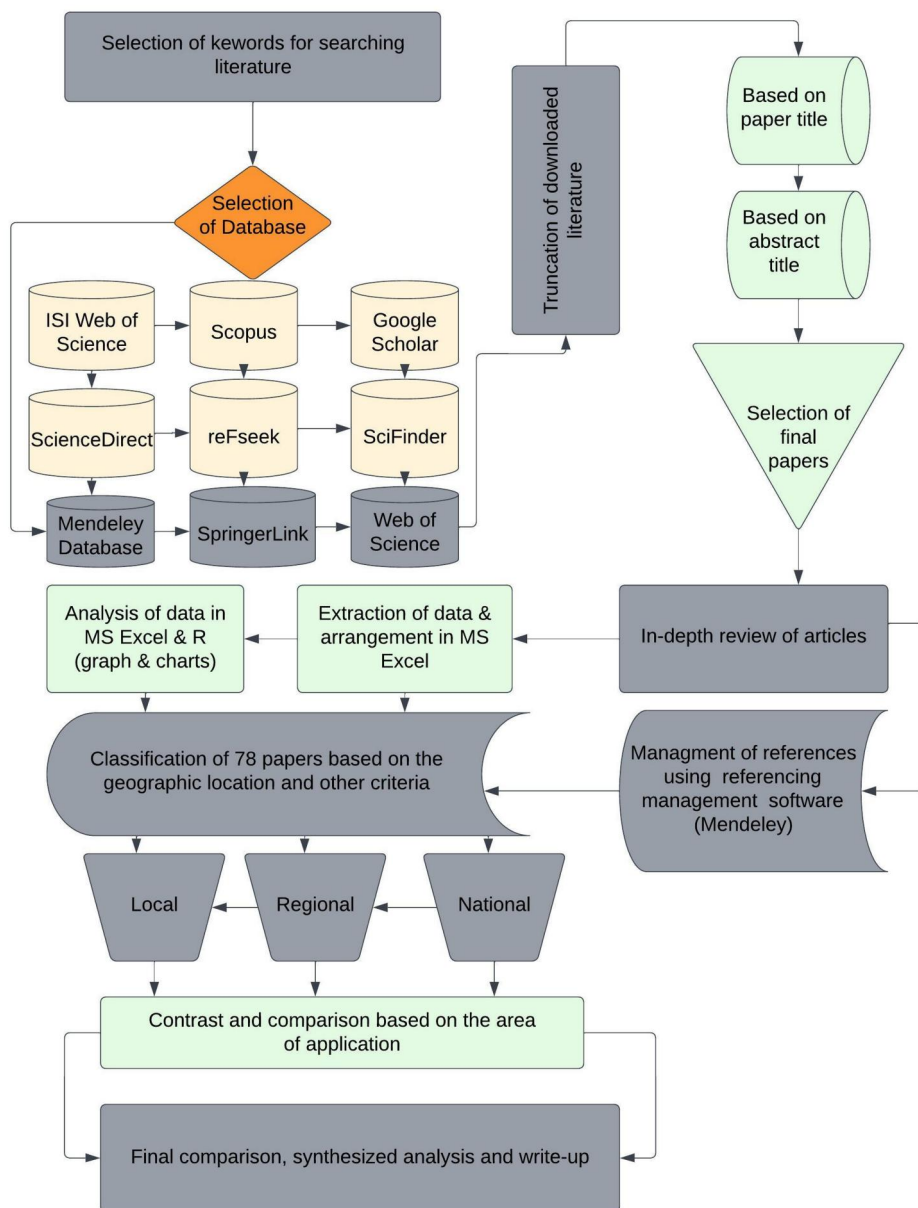 Selection of kewords for searching
literature
Selection
of Database
ISI Web of
Science
Scopus
Google
Scholar
ScienceDirect
reFseek
SciFinder
Mendeley
Database
SpringerLink
Web of
Science
Truncation of downloaded
literature
Based on
paper title
Based on
abstract
title
Selection of
final
papers
In-depth review of articles
Extraction of data &
arrangement in MS
Excel
Analysis of data in
MS Excel & R
(graph & charts)
Managment of references
using referencing
management software
(Mendeley)
Classification of 78 papers based on the
geographic location and other criteria
Local
Regional
National
Contrast and comparison based on the area
of application
Final comparison, synthesized analysis and write-up